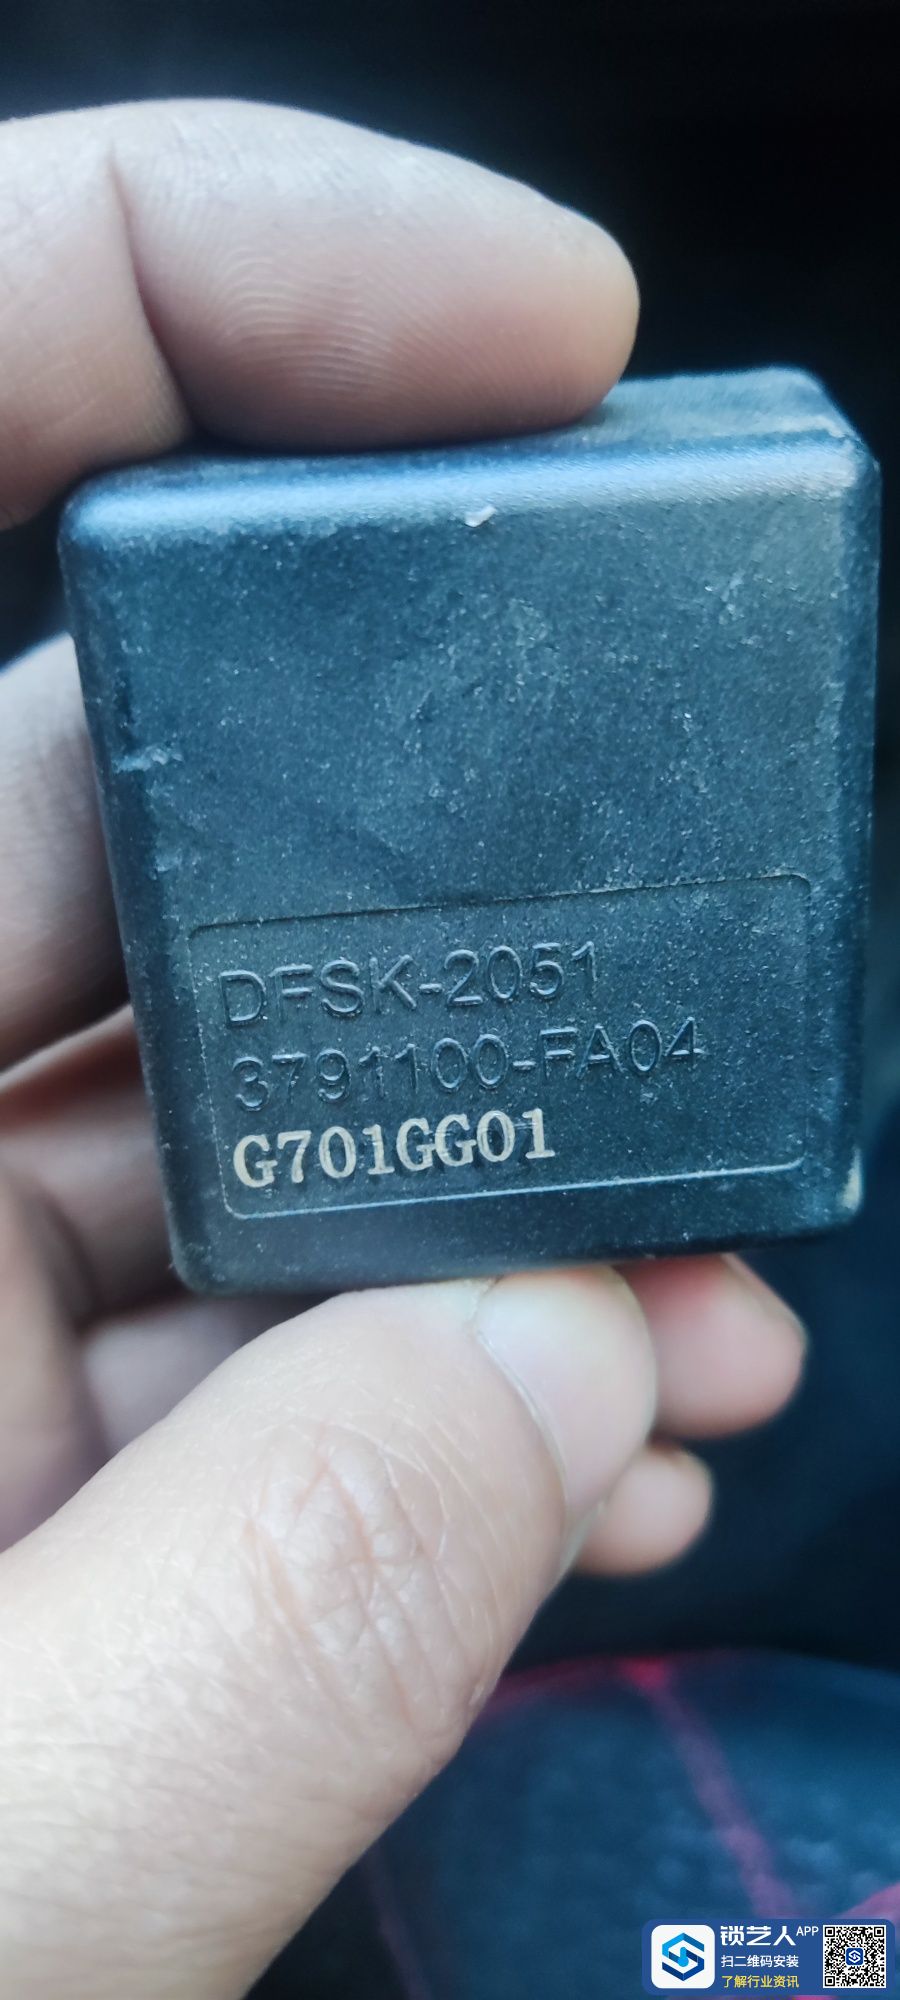 DFSK-2051
3791100-FA04
G701GG01
锁艺人APP
扫二维码安装
了解行业资讯